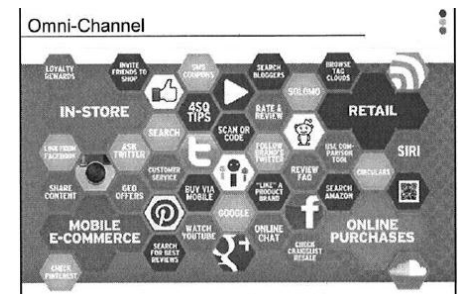 Omni-Channel
LOYALTY
REWARDS
INVITE
FRIENDS TO
SHOP
SMS
COUPONS
SEARCH
BLOGGERS
BROWSE
TAG
CLOUDS
IN-STORE
4SQ
TIPS
RATE &
REVIEW
SOLOMO
RETAIL
SEARCH
SCAN QR
CODE
LINK FROM
FACEBOOK
ASK
TWITTER
FOLLOW
BRAND'S
TWITTER
USE COM-
PARISON
TOOL
SIRI
CUSTOMER
SERVICE
REVIEW
FAQ
CIRCULARS
SHARE
CONTENT
GEO
OFFERS
BUY VIA
MOBILE
"LIKE" A
PRODUCT
BRAND
SEARCH
AMAZON
GOOGLE
MOBILE
E-COMMERCE
WATCH
YOUTUBE
ONLINE
CHAT
ONLINE
PURCHASES
SEARCH
FOR BEST
REVIEWS
CHECK
CRAIGSLIST
RESALE
CHECK
PINTEREST